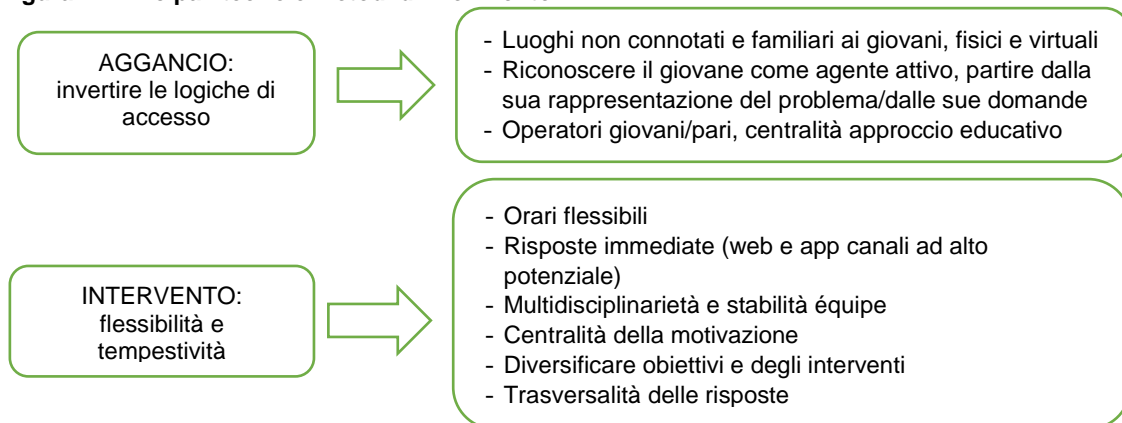 AGGANCIO:
invertire le logiche di
accesso
- Luoghi non connotati e familiari ai giovani, fisici e virtuali
- Riconoscere il giovane come agente attivo, partire dalla
sua rappresentazione del problema/dalle sue domande
- Operatori giovani/pari, centralità approccio educativo
INTERVENTO:
flessibilità e
tempestività
- Orari flessibili
- Risposte immediate (web e app canali ad alto
potenziale)
- Multidisciplinarietà e stabilità équipe
- Centralità della motivazione
- Diversificare obiettivi e degli interventi
- Trasversalità delle risposte